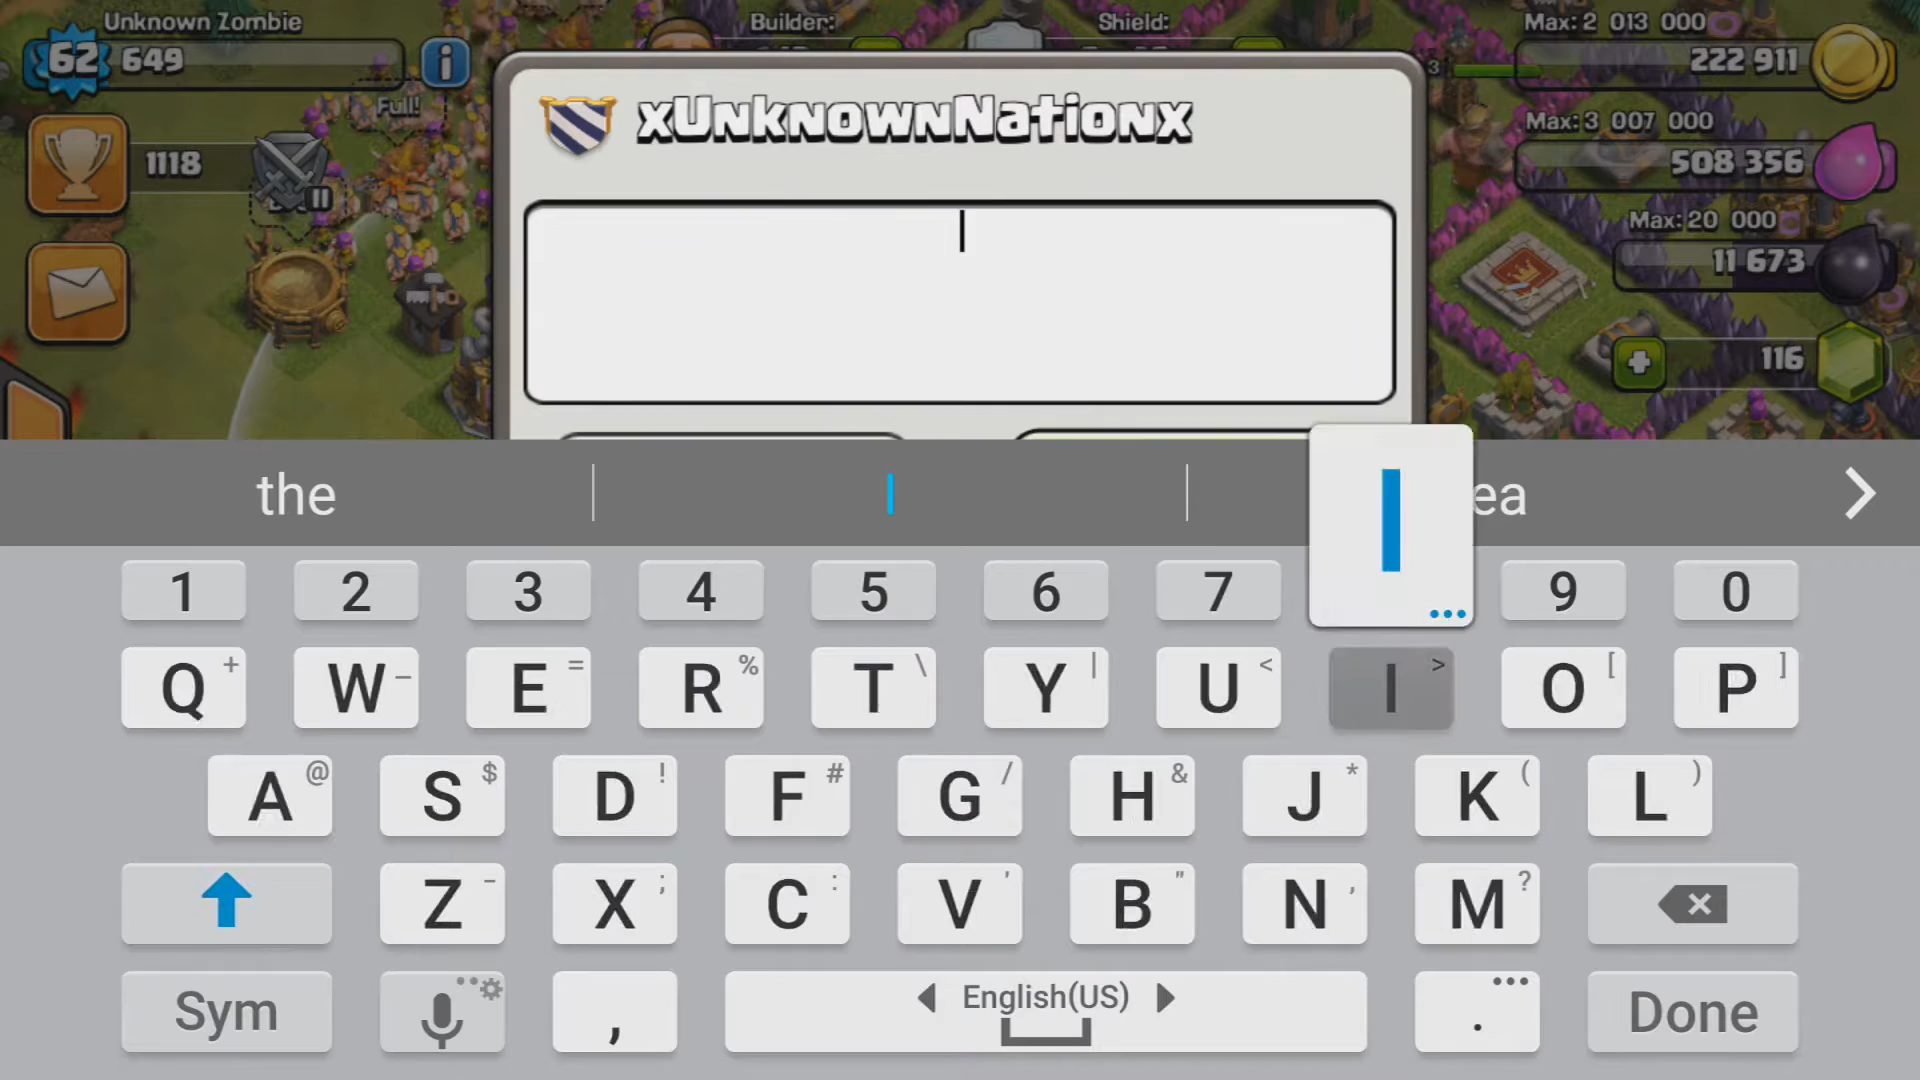 Unknown Zombie
62 649
i
Full!
1118
Builder:
Shield:
xUnknownNationx
Max: 2 013 000
222 911
Max: 3 007 000
508 356
Max: 20 000
11 673
116
the
I
I
ea
1 2 3 4 5 6 7 9 0
Q + W – E = R % T \ Y | U < I > O [ P ]
A @ S $ D ! F # G / H & J * K ( L )
Z - X ; C : V ' B " N , M ?
Sym , English(US) . Done